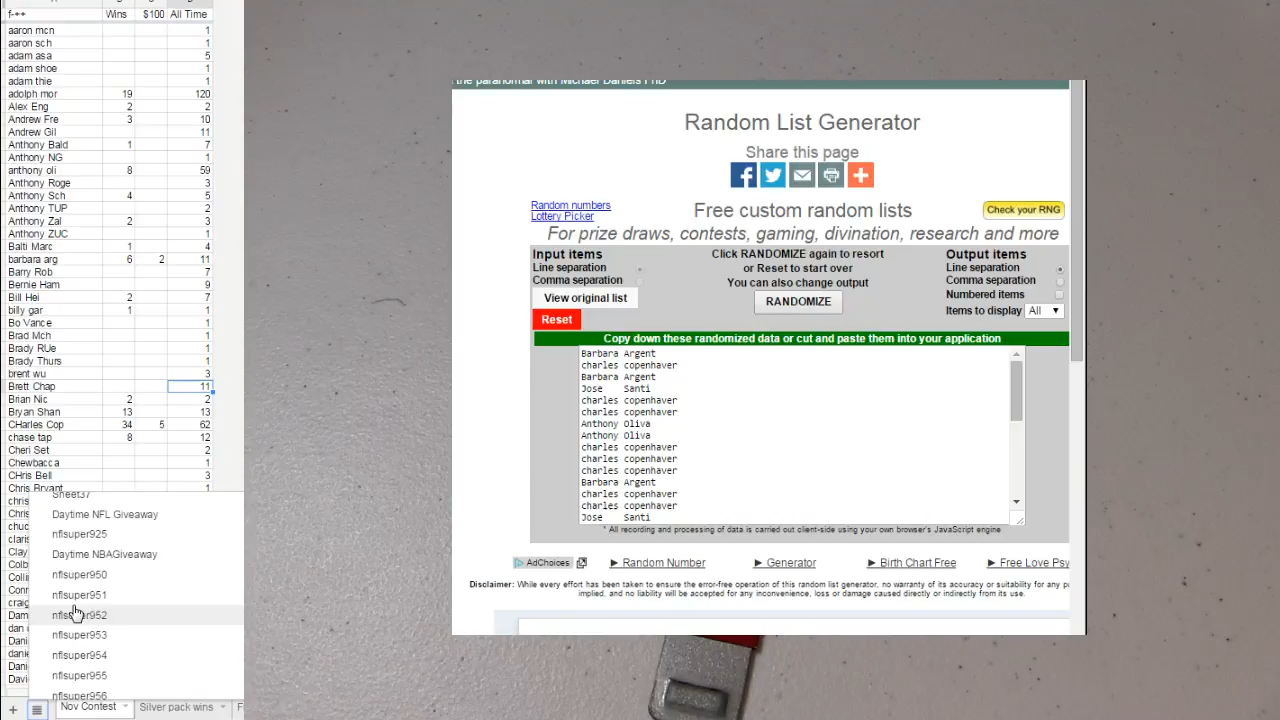 f-++ Wins $100 All Time
aaron mcn 1
aaron sch 1
adam asa 5
adam shoe 1
adam thie 1
adolph mor 19 120
Alex Eng 2 2
Andrew Fre 3 10
Andrew Gil 11
Anthony Bald 1 7
Anthony NG 1
anthony oli 8 59
Anthony Roge 3
Anthony Sch 4 5
Anthony TUP 2
Anthony Zal 2 3
Anthony ZUC 1
Balti Marc 1 4
barbara arg 6 2 11
Barry Rob 7
Bernie Ham 9
Bill Hei 2 7
billy gar 1 1
Bo Vance 1
Brad Mch 1
Brady RUe 1
Brady Thurs 1
brent wu 3
Brett Chap 11
Brian Nic 2 2
Bryan Shan 13 13
CHarles Cop 34 5 62
chase tap 8 12
Cheri Set 2
Chewbacca 1
CHris Bell 3
Chris Bryant 1
Sheet37
Daytime NFL Giveaway
nflsuper925
Daytime NBAGiveaway
nflsuper950
nflsuper951
nflsuper952
nflsuper953
nflsuper954
nflsuper955
nflsuper956
Nov Contest Silver pack wins F
the paranormal with Michael Daniels PhD
Random List Generator
Share this page
Random numbers
Lottery Picker
Free custom random lists
Check your RNG
For prize draws, contests, gaming, divination, research and more
Input items
Line separation
Comma separation
View original list
Reset
Click RANDOMIZE again to resort
or Reset to start over
You can also change output
RANDOMIZE
Output items
Line separation
Comma separation
Numbered items
Items to display All
Copy down these randomized data or cut and paste them into your application
Barbara Argent
charles copenhaver
Barbara Argent
Jose Santi
charles copenhaver
charles copenhaver
Anthony Oliva
Anthony Oliva
charles copenhaver
charles copenhaver
Barbara Argent
charles copenhaver
charles copenhaver
Jose Santi
* All recording and processing of data is carried out client-side using your own browser's JavaScript engine
AdChoices
► Random Number
► Generator
► Birth Chart Free
► Free Love Psy
Disclaimer: While every effort has been taken to ensure the error-free operation of this random list generator, no warranty of its accuracy or suitability for any
implied, and no liability will be accepted for any inconvenience, loss or damage caused directly or indirectly from its use.